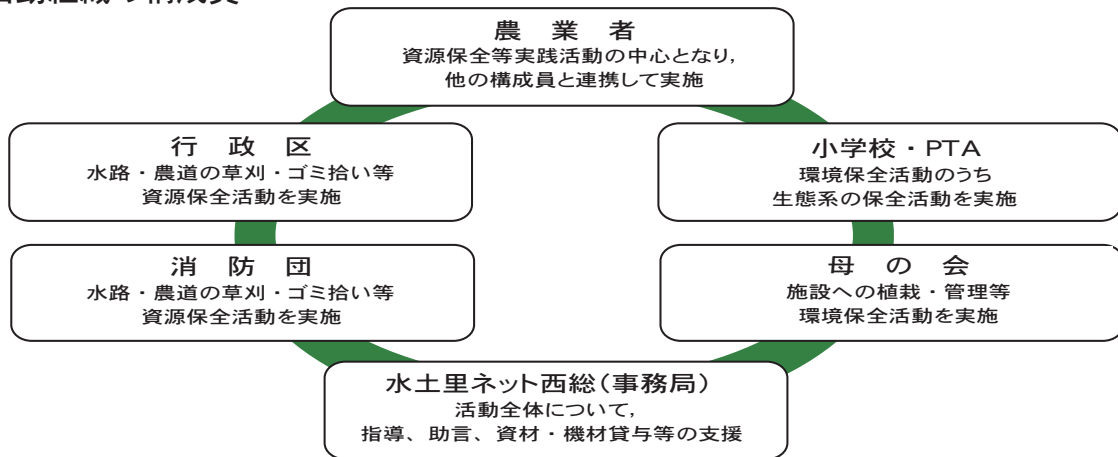 農業者
資源保全等実践活動の中心となり,
他の構成員と連携して実施
行政区
水路・農道の草刈・ゴミ拾い等
資源保全活動を実施
小学校・PTA
環境保全活動のうち
生態系の保全活動を実施
消防団
水路・農道の草刈・ゴミ拾い等
資源保全活動を実施
母の会
施設への植栽・管理等
環境保全活動を実施
水土里ネット西総(事務局)
活動全体について,
指導、助言、資材・機材貸与等の支援